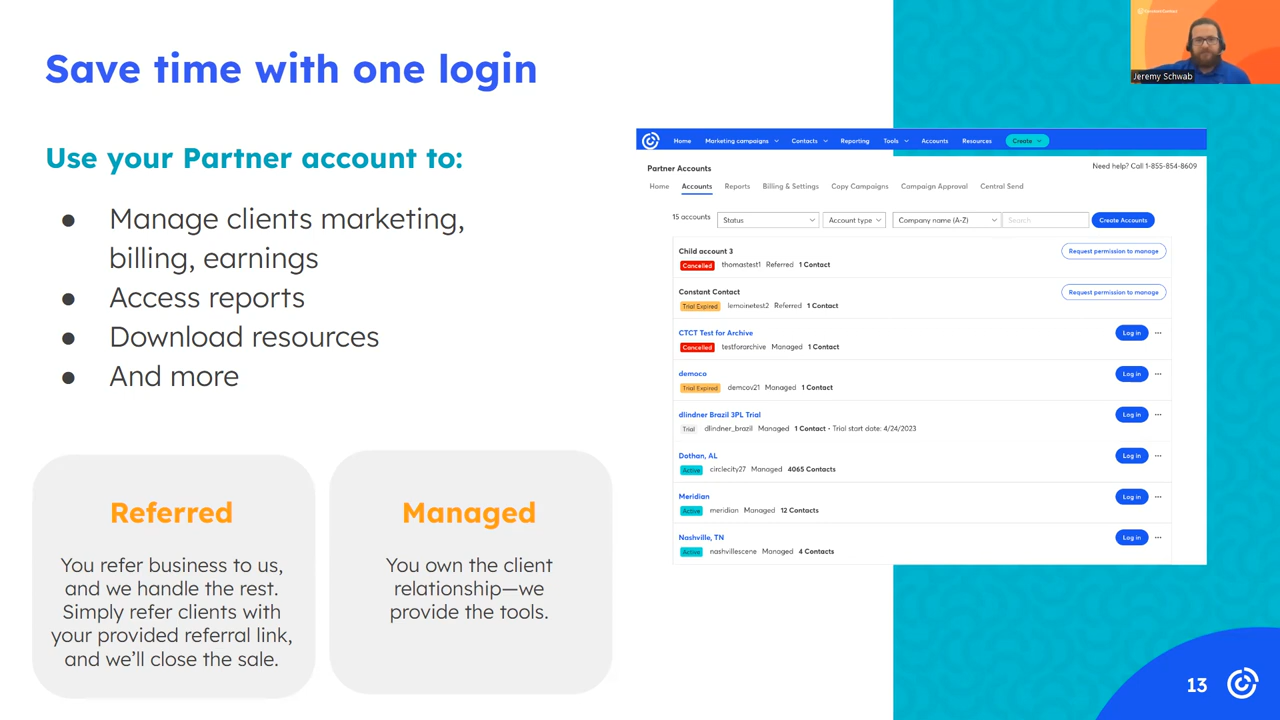 Save time with one login
Use your Partner account to:
● Manage clients marketing,
billing, earnings
● Access reports
● Download resources
● And more
Referred
You refer business to us,
and we handle the rest.
Simply refer clients with
your provided referral link,
and we’ll close the sale.
Managed
You own the client
relationship—we
provide the tools.
Jeremy Schwab
Home Marketing campaigns Contacts Reporting Tools Accounts Resources Create
Partner Accounts
Need help? Call 1-855-854-8609
Home Accounts Reports Billing & Settings Copy Campaigns Campaign Approval Central Send
15 accounts Status Account type Company name (A-Z) Search Create Accounts
Child account 3 Request permission to manage
Cancelled thomastest1 Referred 1 Contact
Constant Contact Request permission to manage
Trial Expired lemoinetest2 Referred 1 Contact
CTCT Test for Archive Log in ...
Cancelled testforarchive Managed 1 Contact
democo Log in ...
Trial Expired demcov21 Managed 1 Contact
dlindner Brazil 3PL Trial Log in ...
Trial dlindner_brazil Managed 1 Contact • Trial start date: 4/24/2023
Dothan, AL Log in ...
Active circlecity27 Managed 4065 Contacts
Meridian Log in ...
Active meridian Managed 12 Contacts
Nashville, TN Log in ...
Active nashvillescene Managed 4 Contacts
13